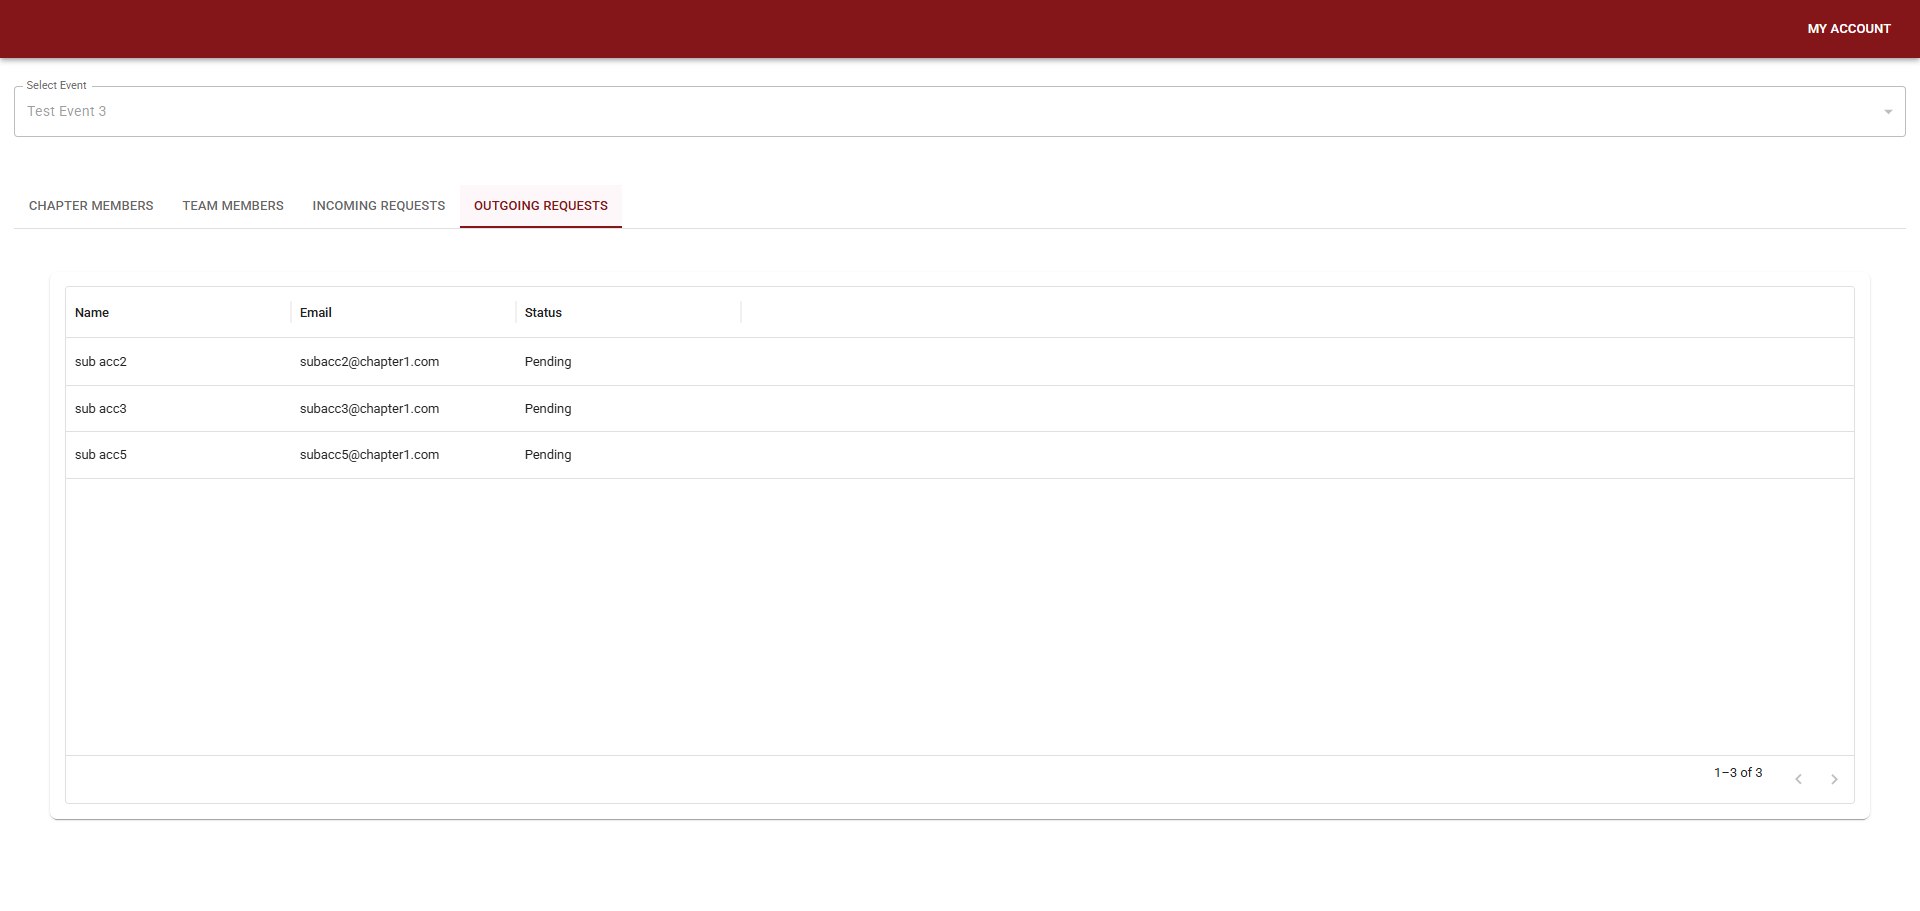 MY ACCOUNT
Select Event
Test Event 3
CHAPTER MEMBERS TEAM MEMBERS INCOMING REQUESTS OUTGOING REQUESTS
Name Email Status
sub acc2 subacc2@chapter1.com Pending
sub acc3 subacc3@chapter1.com Pending
sub acc5 subacc5@chapter1.com Pending
1–3 of 3